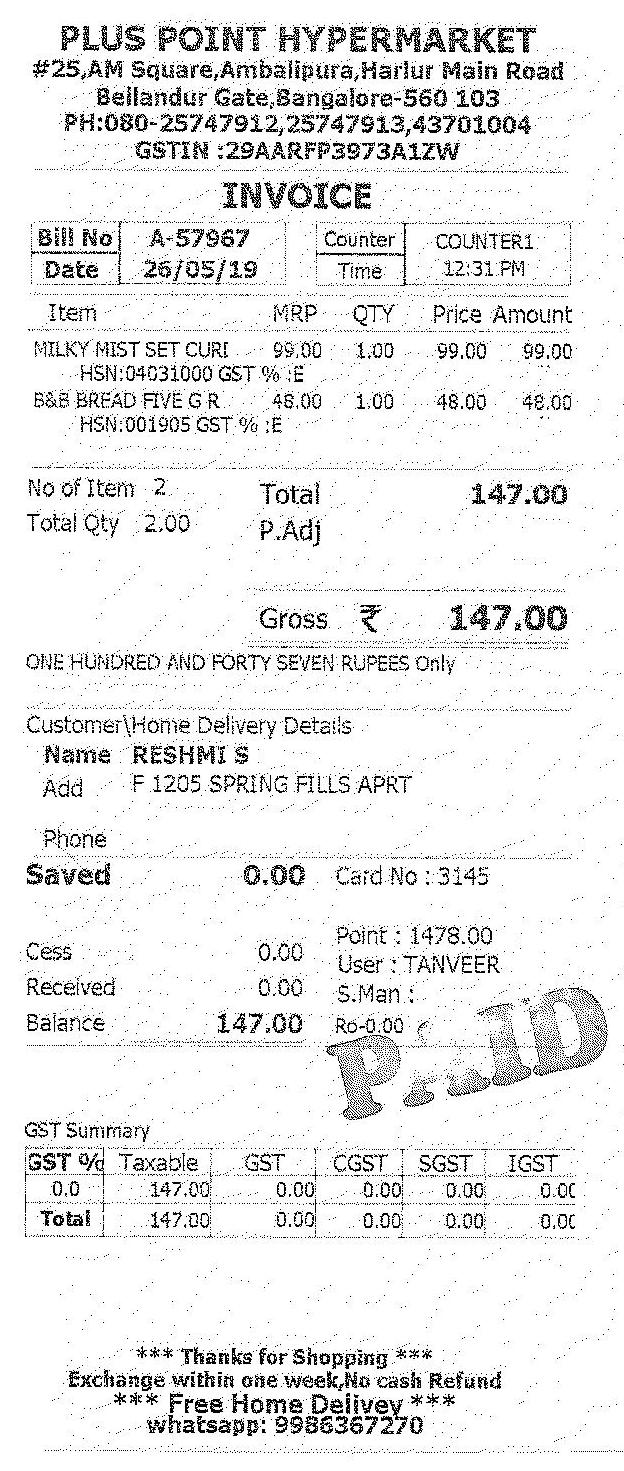 PLUS POINT HYPERMARKET
#25,AM Square,Ambalipura,Harlur Main Road
Bellandur Gate,Bangalore-560 103
PH:080-25747912,25747913,43701004
GSTIN :29AARFP3973A1ZW
INVOICE
Bill No A-57967 Counter COUNTER1
Date 26/05/19 Time 12:31 PM
Item MRP QTY Price Amount
MILKY MIST SET CURI 99.00 1.00 99.00 99.00
HSN:04031000 GST % :E
B&B BREAD FIVE G R 48.00 1.00 48.00 48.00
HSN:001905 GST % :E
No of Item 2 Total 147.00
Total Qty 2.00 P.Adj
Gross ₹ 147.00
ONE HUNDRED AND FORTY SEVEN RUPEES Only
Customer\Home Delivery Details
Name RESHMI S
Add F 1205 SPRING FILLS APRT
Phone
Saved 0.00 Card No : 3145
Point : 1478.00
Cess 0.00 User : TANVEER
Received 0.00 S.Man :
Balance 147.00 Ro-0.00
PAID
GST Summary
GST % Taxable GST CGST SGST IGST
0.0 147.00 0.00 0.00 0.00 0.00
Total 147.00 0.00 0.00 0.00 0.00
*** Thanks for Shopping ***
Exchange within one week,No cash Refund
*** Free Home Delivey ***
whatsapp: 9986367270